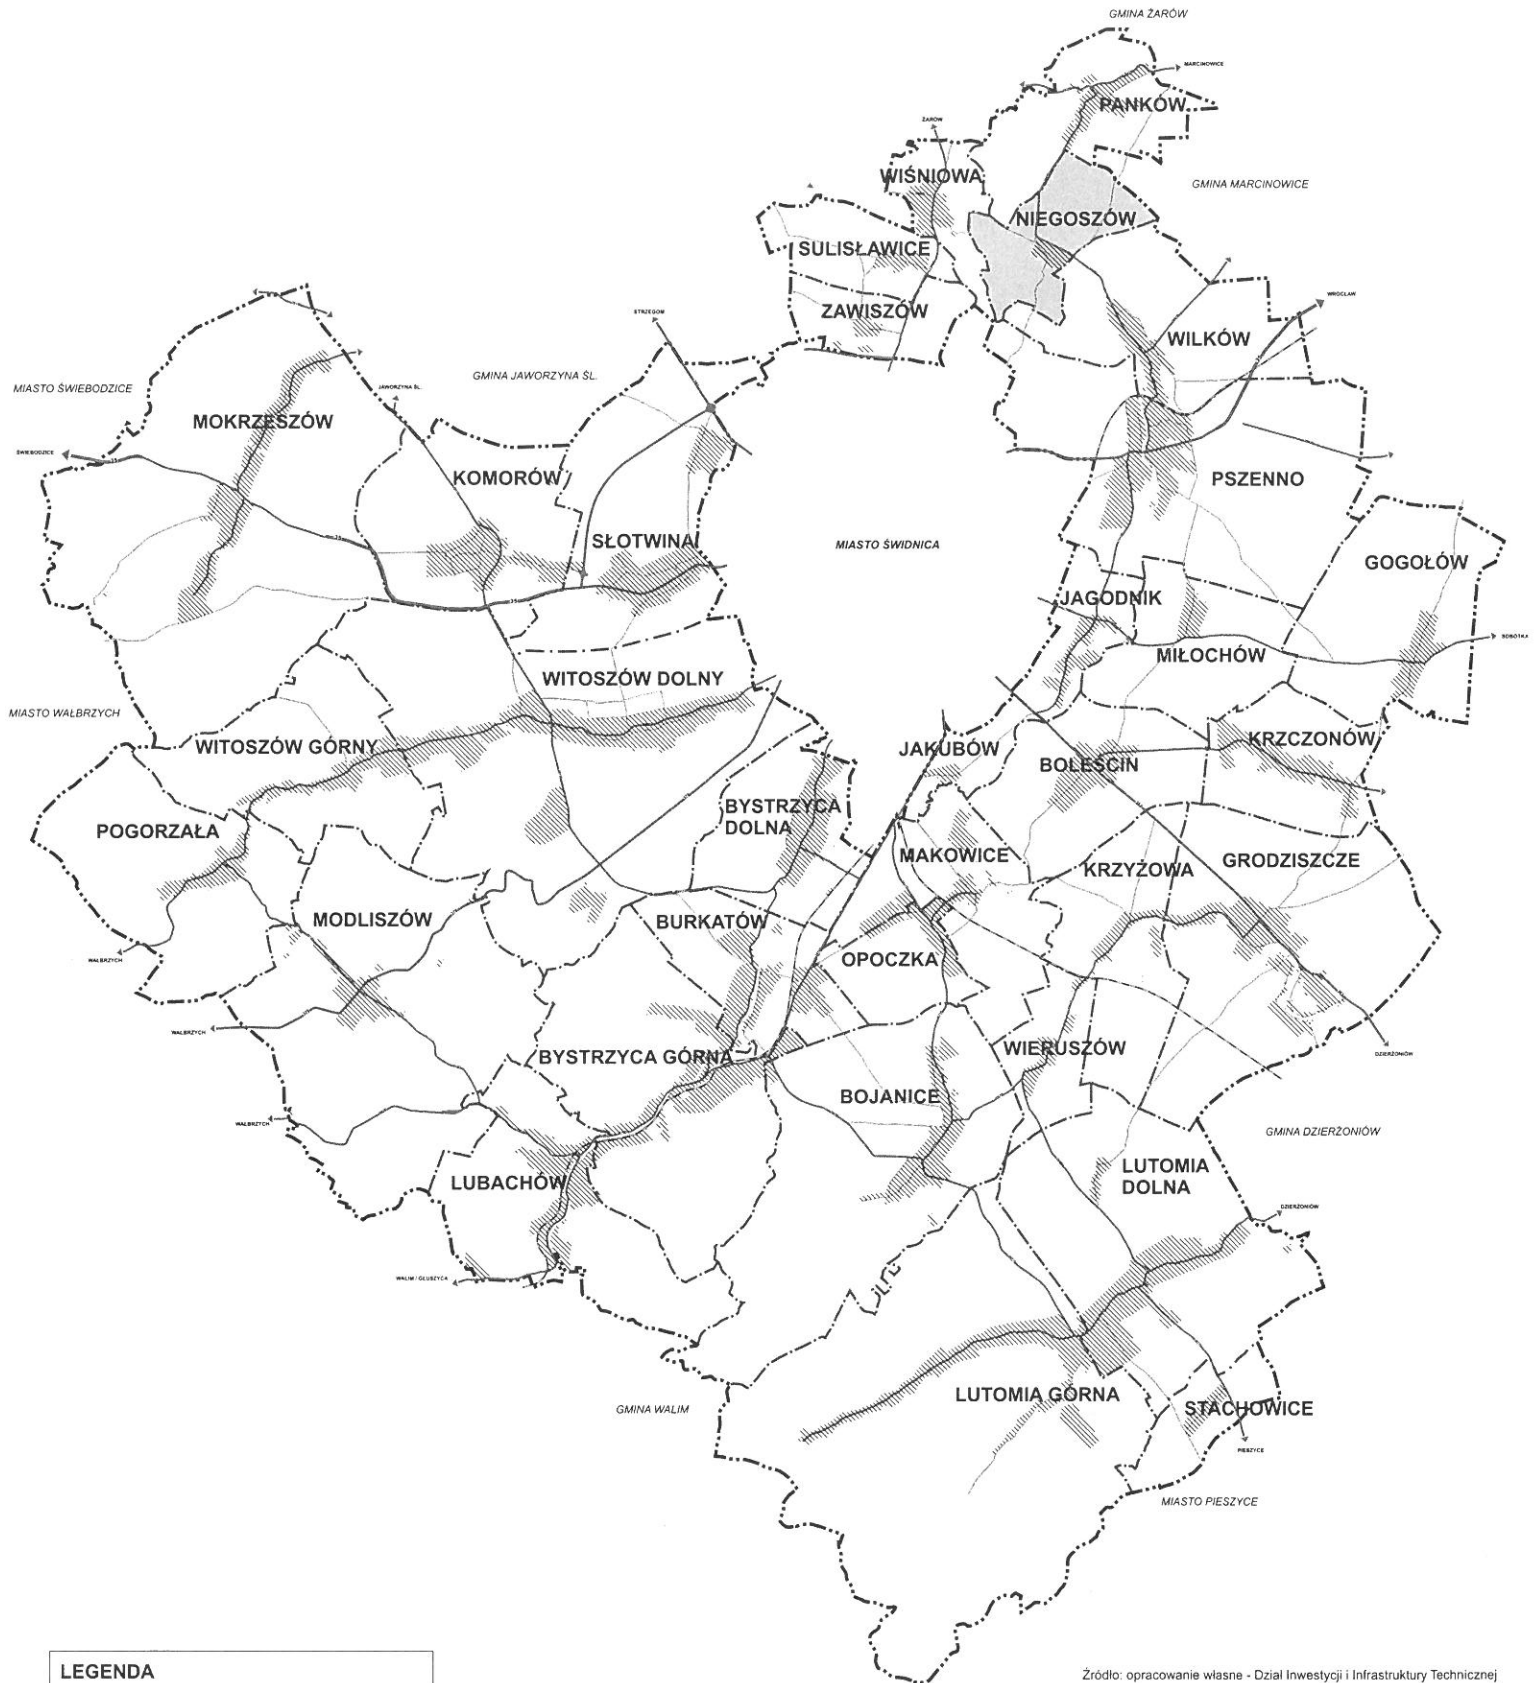 GMINA ŻARÓW
MARCINOWICE
PANKÓW
ŻARÓW
WIŚNIOWA
GMINA MARCINOWICE
NIEGOSZÓW
SULISŁAWICE
ZAWISZÓW
WROCŁAW
STRZEGOM
WILKÓW
MIASTO ŚWIEBODZICE
GMINA JAWORZYNA ŚL.
JAWORZYNA ŚL.
MOKRZESZÓW
ŚWIEBODZICE
35
KOMORÓW
PSZENNO
35
SŁOTWINA
MIASTO ŚWIDNICA
GOGOŁÓW
35
JAGODNIK
SOBÓTKA
MIŁOCHÓW
WITOSZÓW DOLNY
MIASTO WAŁBRZYCH
WITOSZÓW GÓRNY
JAKUBÓW
KRZCZONÓW
BOLEŚCIN
BYSTRZYCA
DOLNA
POGORZAŁA
MAKOWICE
KRZYŻOWA
GRODZISZCZE
MODLISZÓW
BURKATÓW
OPOCZKA
WAŁBRZYCH
WAŁBRZYCH
BYSTRZYCA GÓRNA
WIERUSZÓW
DZIERŻONIÓW
BOJANICE
WAŁBRZYCH
GMINA DZIERŻONIÓW
LUBACHÓW
LUTOMIA
DOLNA
DZIERŻONIÓW
WALIM / GŁUSZYCA
LUTOMIA GÓRNA
GMINA WALIM
STACHOWICE
PIESZYCE
MIASTO PIESZYCE
LEGENDA
Źródło: opracowanie własne - Dział Inwestycji i Infrastruktury Technicznej